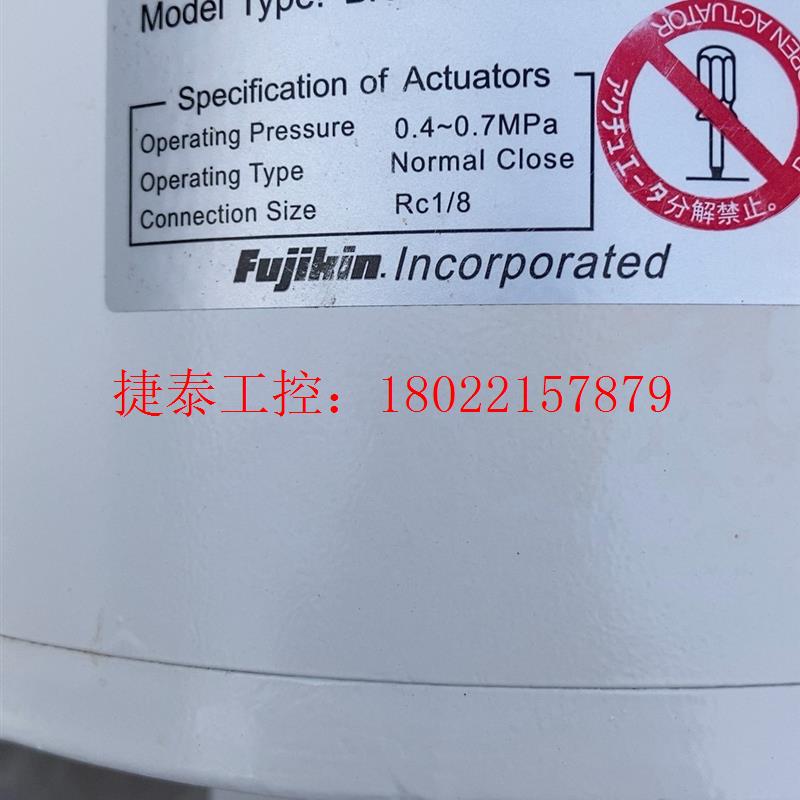 Model Type:
Specification of Actuators
Operating Pressure 0.4~0.7MPa
Operating Type Normal Close
Connection Size Rc1/8
Fujikin. Incorporated
OPEN ACTUATOR
アクチュエータ分解禁止。
捷泰工控：18022157879